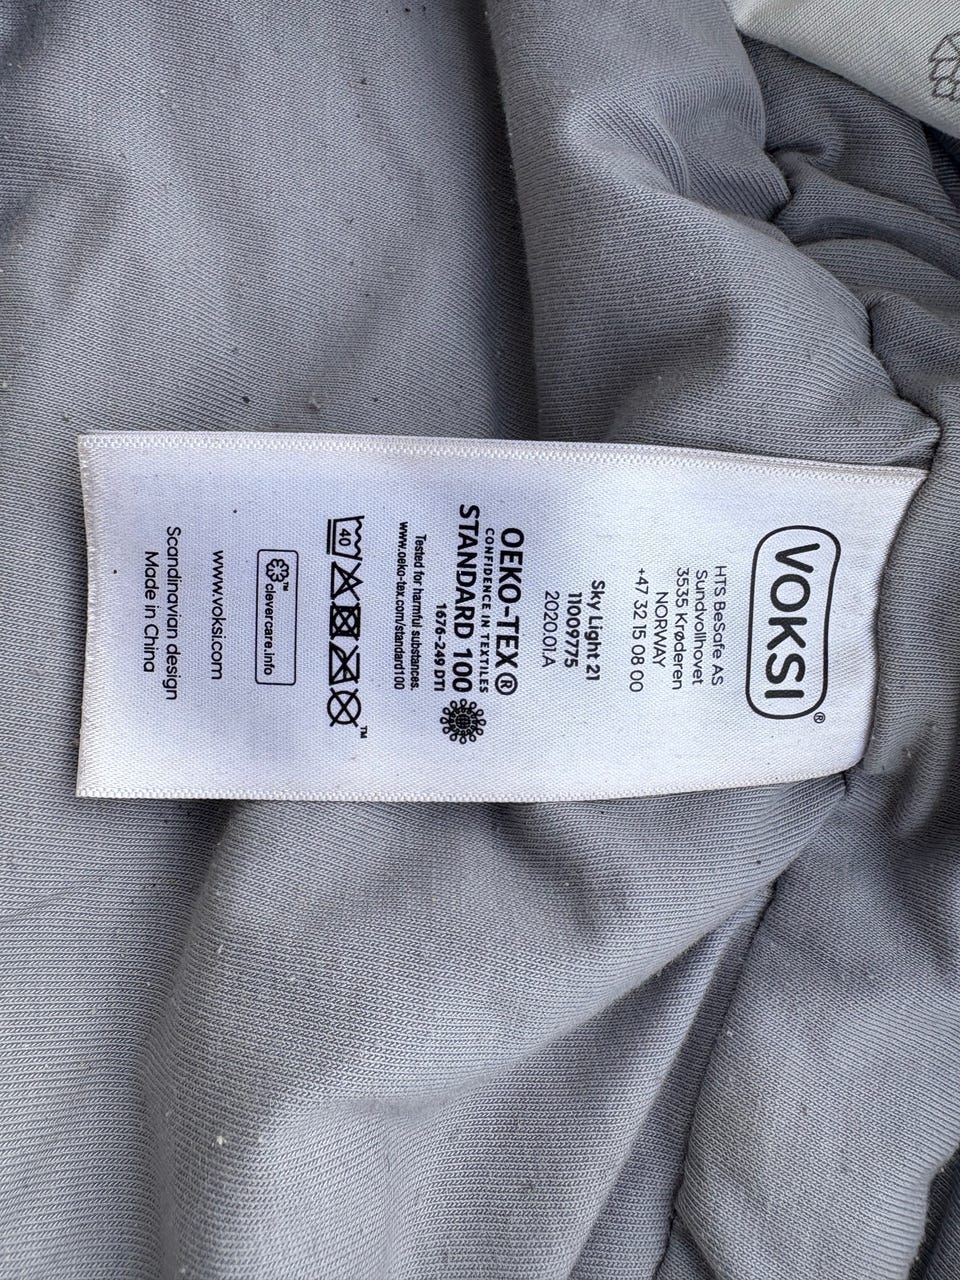 VOKSI®
HTS BeSafe AS
Sundvollhovet
3535 Krøderen
NORWAY
+47 32 15 08 00
Sky Light 21
11009775
2020.01.A
OEKO-TEX®
CONFIDENCE IN TEXTILES
STANDARD 100
1676-249 DTI
Tested for harmful substances.
www.oeko-tex.com/standard100
40
TM
clevercare.info
www.voksi.com
Scandinavian design
Made in China